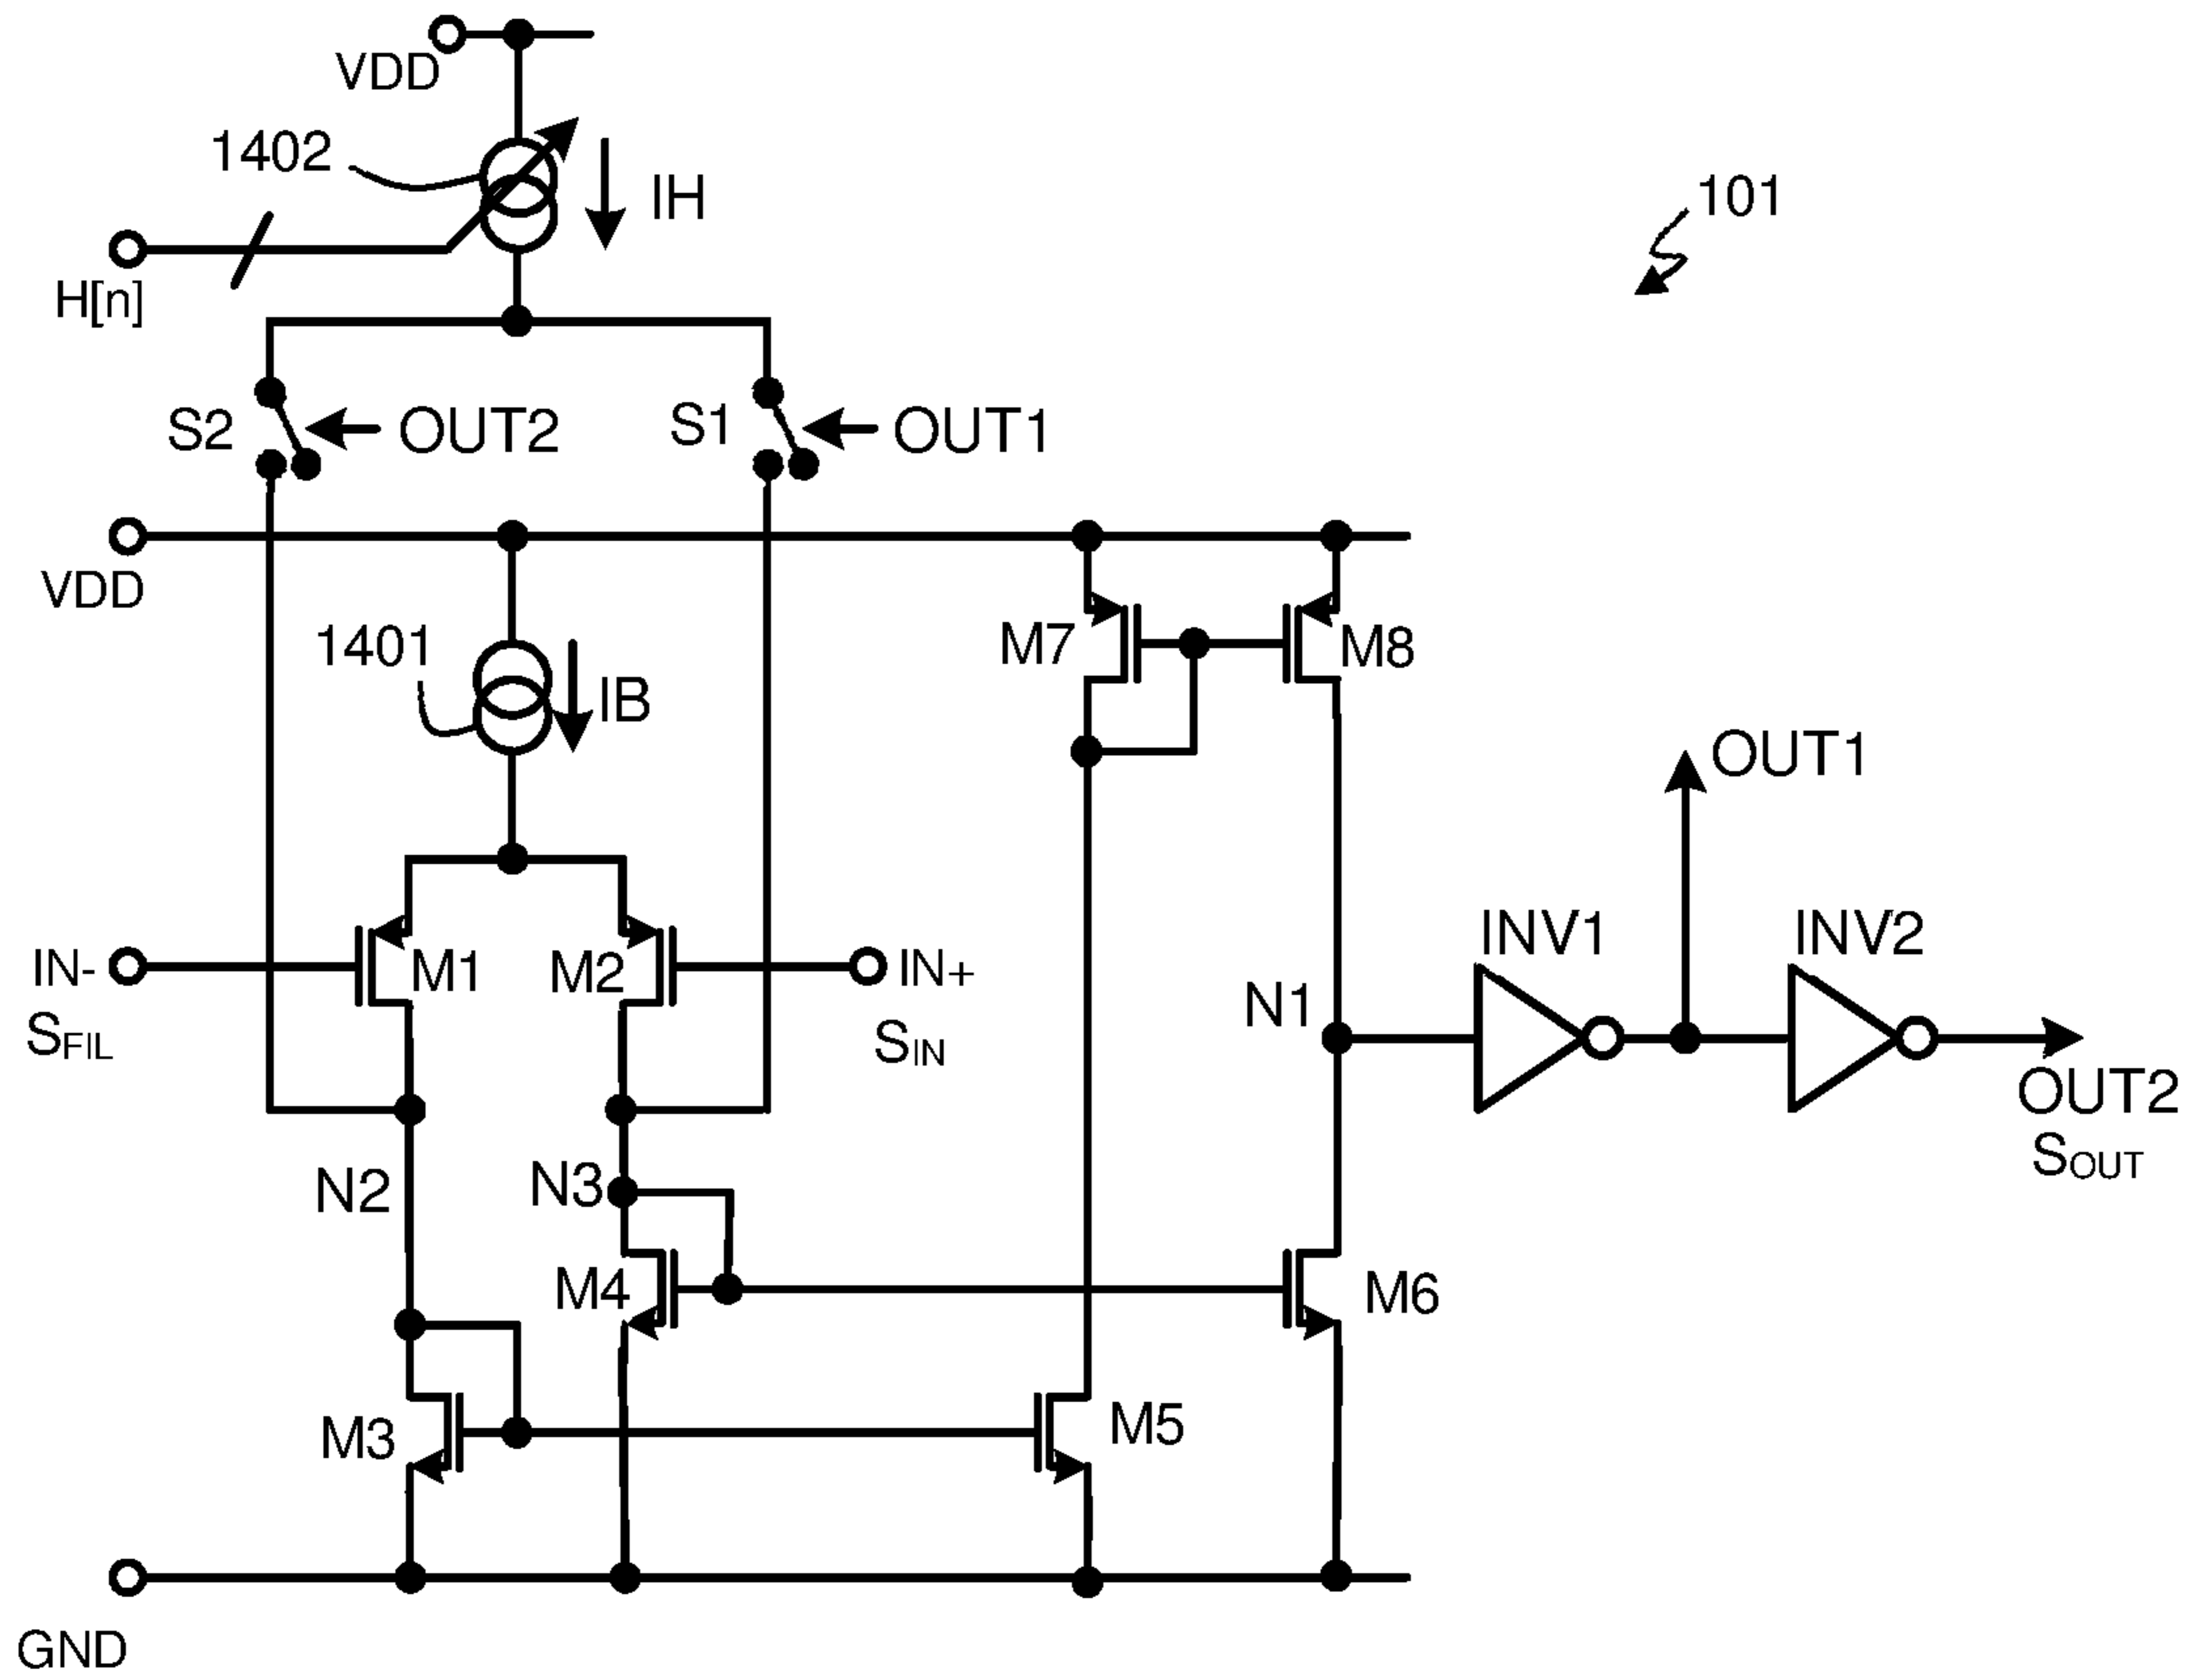 VDD
1402
IH
101
H[n]
S2
OUT2
S1
OUT1
VDD
1401
IB
M7
M8
OUT1
IN-
SFIL
M1
M2
IN+
SIN
N1
INV1
INV2
OUT2
SOUT
N2
N3
M4
M6
M3
M5
GND